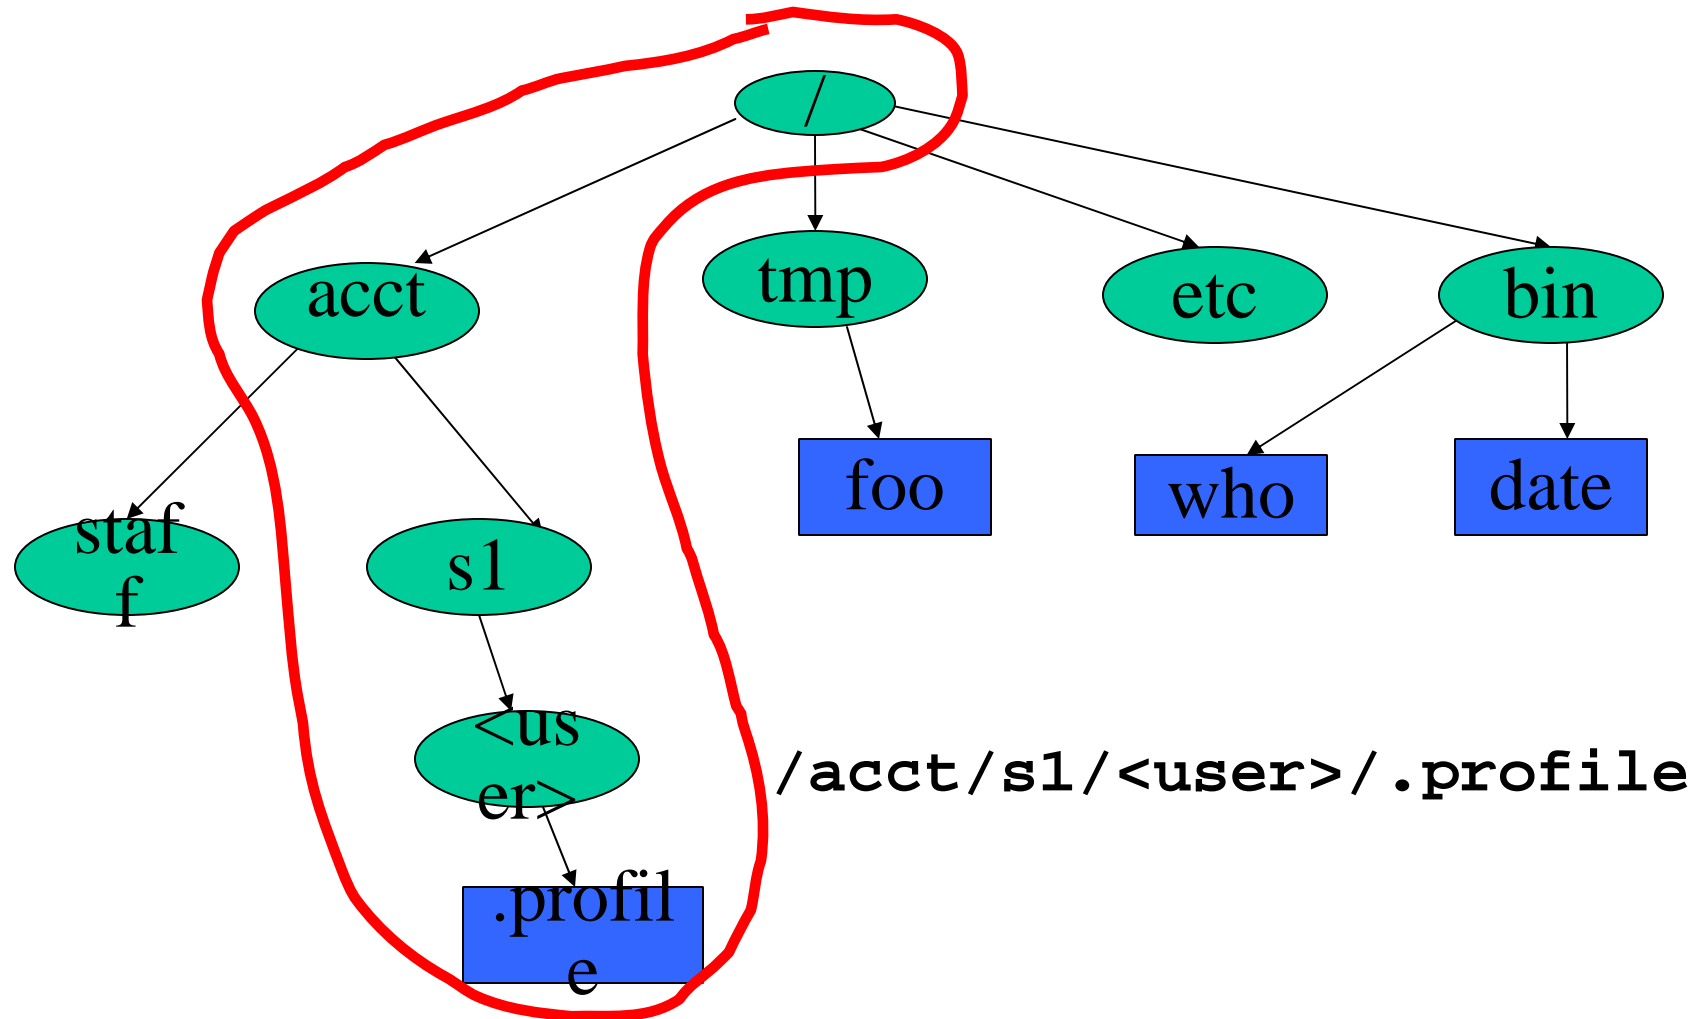 /
acct
tmp
etc
bin
foo
who
date
staf
f
s1
<us
er>
/acct/s1/<user>/.profile
.profil
e